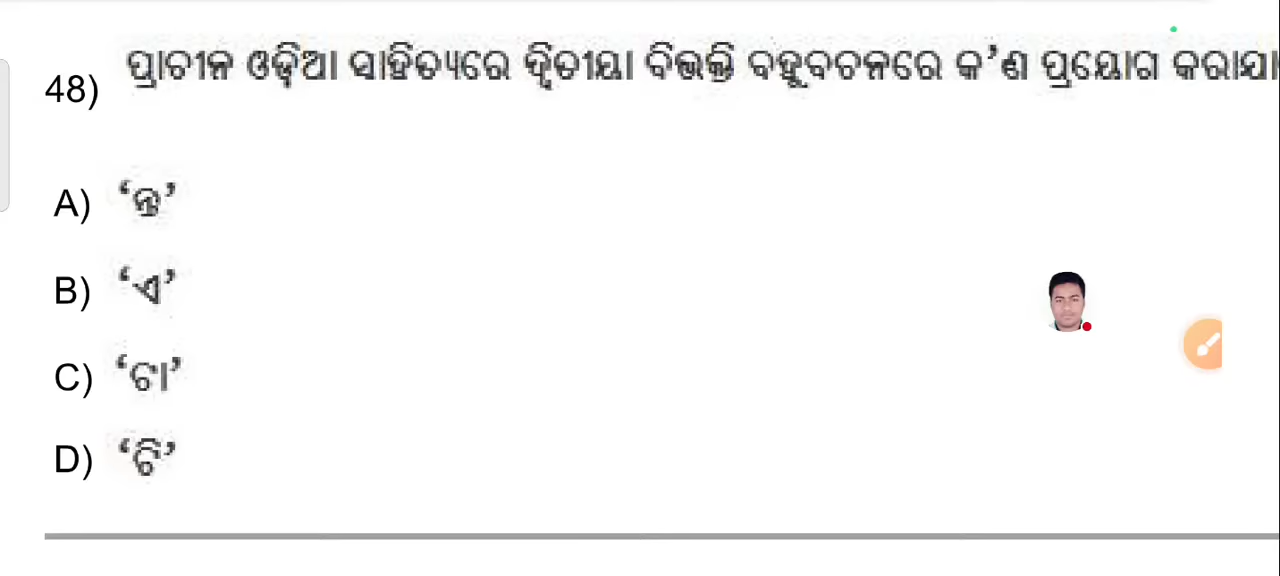 48) ପ୍ରାଚୀନ ଓଡ଼ିଆ ସାହିତ୍ୟରେ ଦ୍ୱିତୀୟା ବିଭକ୍ତି ବହୁବଚନରେ କ'ଣ ପ୍ରୟୋଗ କରାଯା
A) ‘ନ୍ତ’
B) ‘ଏ’
C) ‘ଟା’
D) ‘ଟି’